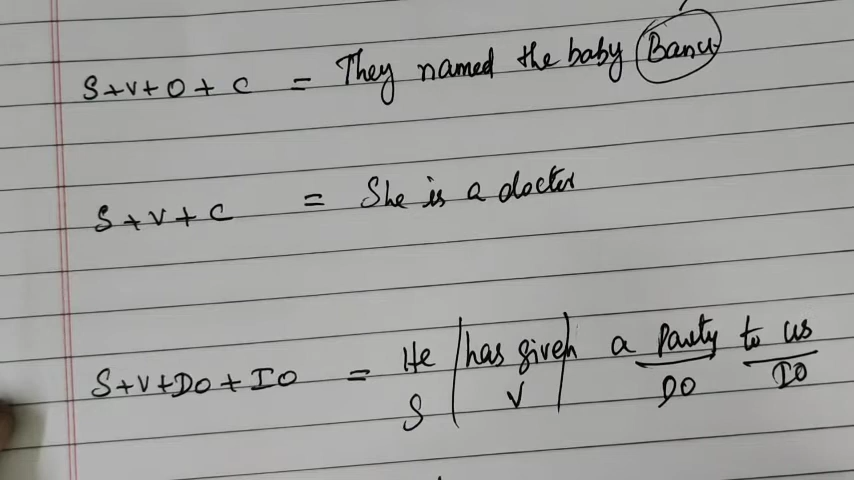 S+V+O+C = They named the baby Banu
S+V+C = She is a doctor
S+V+DO+IO = He has given a party to us
S V DO IO